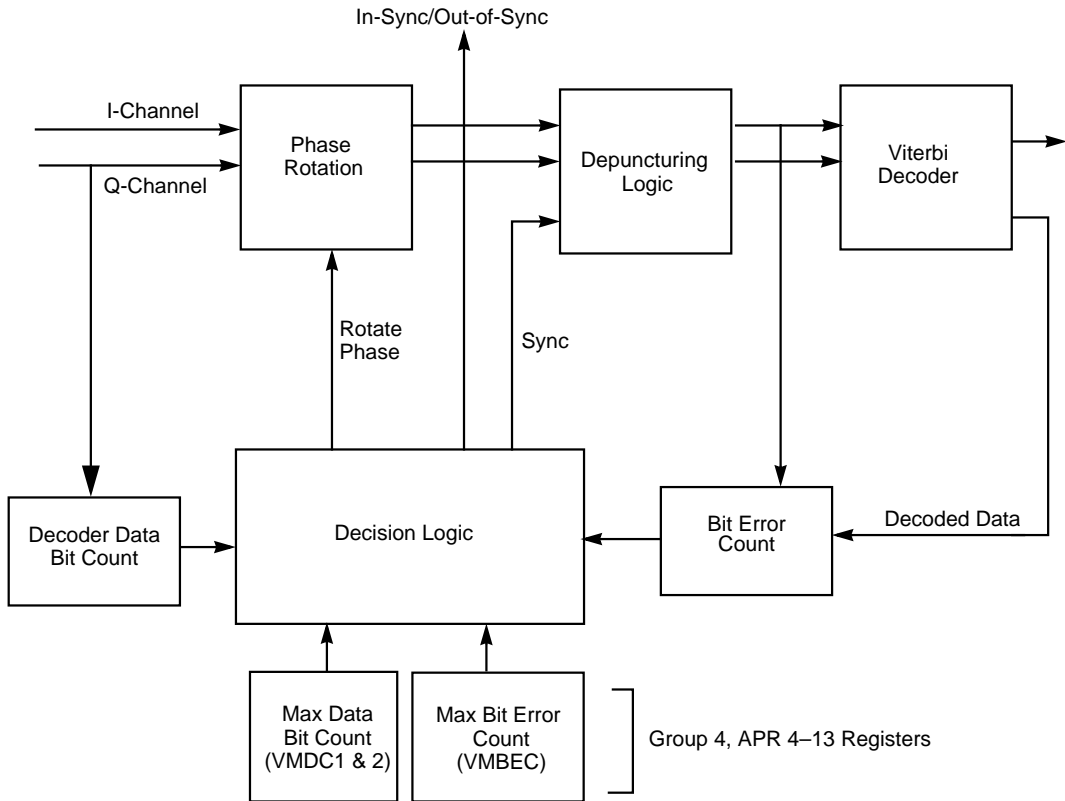 In-Sync/Out-of-Sync
I-Channel
Q-Channel
Phase
Rotation
Depuncturing
Logic
Viterbi
Decoder
Rotate
Phase
Sync
Decoder Data
Bit Count
Decision Logic
Bit Error
Count
Decoded Data
Max Data
Bit Count
(VMDC1 & 2)
Max Bit Error
Count
(VMBEC)
Group 4, APR 4–13 Registers